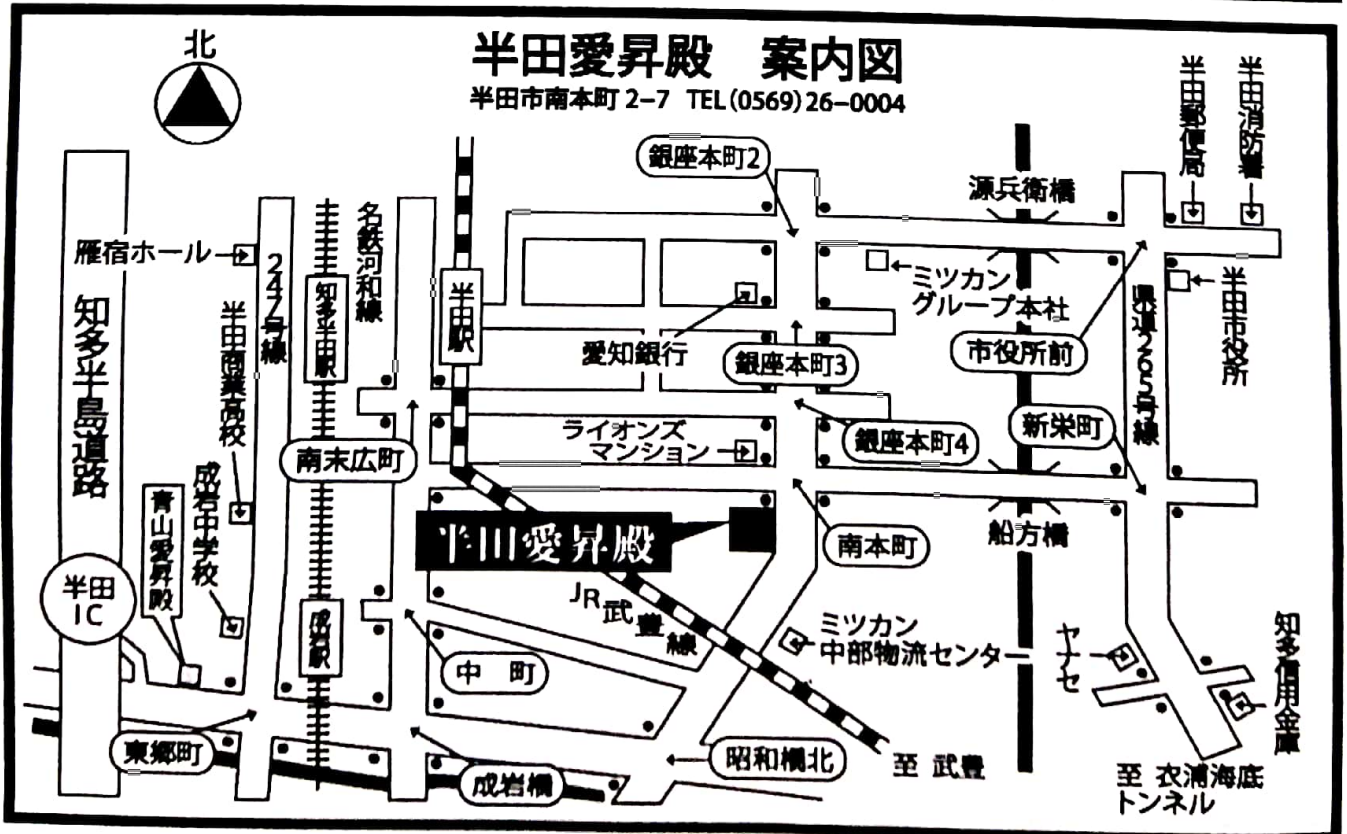 半田愛昇殿 案内図
半田市南本町2-7 TEL(0569)26-0004
北
半田郵便局
半田消防署
銀座本町2
源兵衛橋
雁宿ホール
247号線
名鉄河和線
知多半田駅
半田駅
ミツカン
グループ本社
半田市役所
知多半島道路
半田商業高校
愛知銀行
銀座本町3
市役所前
県道265号線
ライオンズ
マンション
銀座本町4
新栄町
南末広町
成岩中学校
青山愛昇殿
半田愛昇殿
南本町
船方橋
半田
IC
JR武豊線
成岩駅
ミツカン
中部物流センター
ヤナセ
知多信用金庫
中 町
東郷町
成岩橋
昭和橋北
至 武豊
至 衣浦海底
トンネル